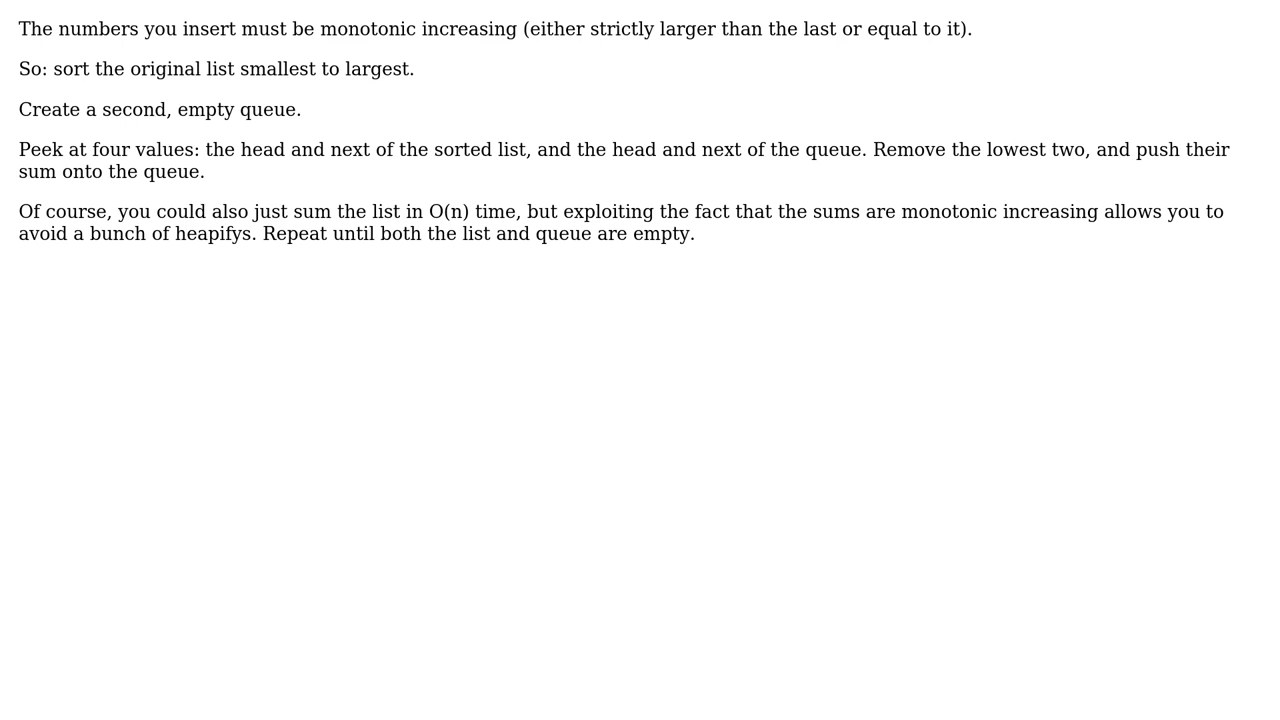 The numbers you insert must be monotonic increasing (either strictly larger than the last or equal to it).
So: sort the original list smallest to largest.
Create a second, empty queue.
Peek at four values: the head and next of the sorted list, and the head and next of the queue. Remove the lowest two, and push their
sum onto the queue.
Of course, you could also just sum the list in O(n) time, but exploiting the fact that the sums are monotonic increasing allows you to
avoid a bunch of heapifys. Repeat until both the list and queue are empty.